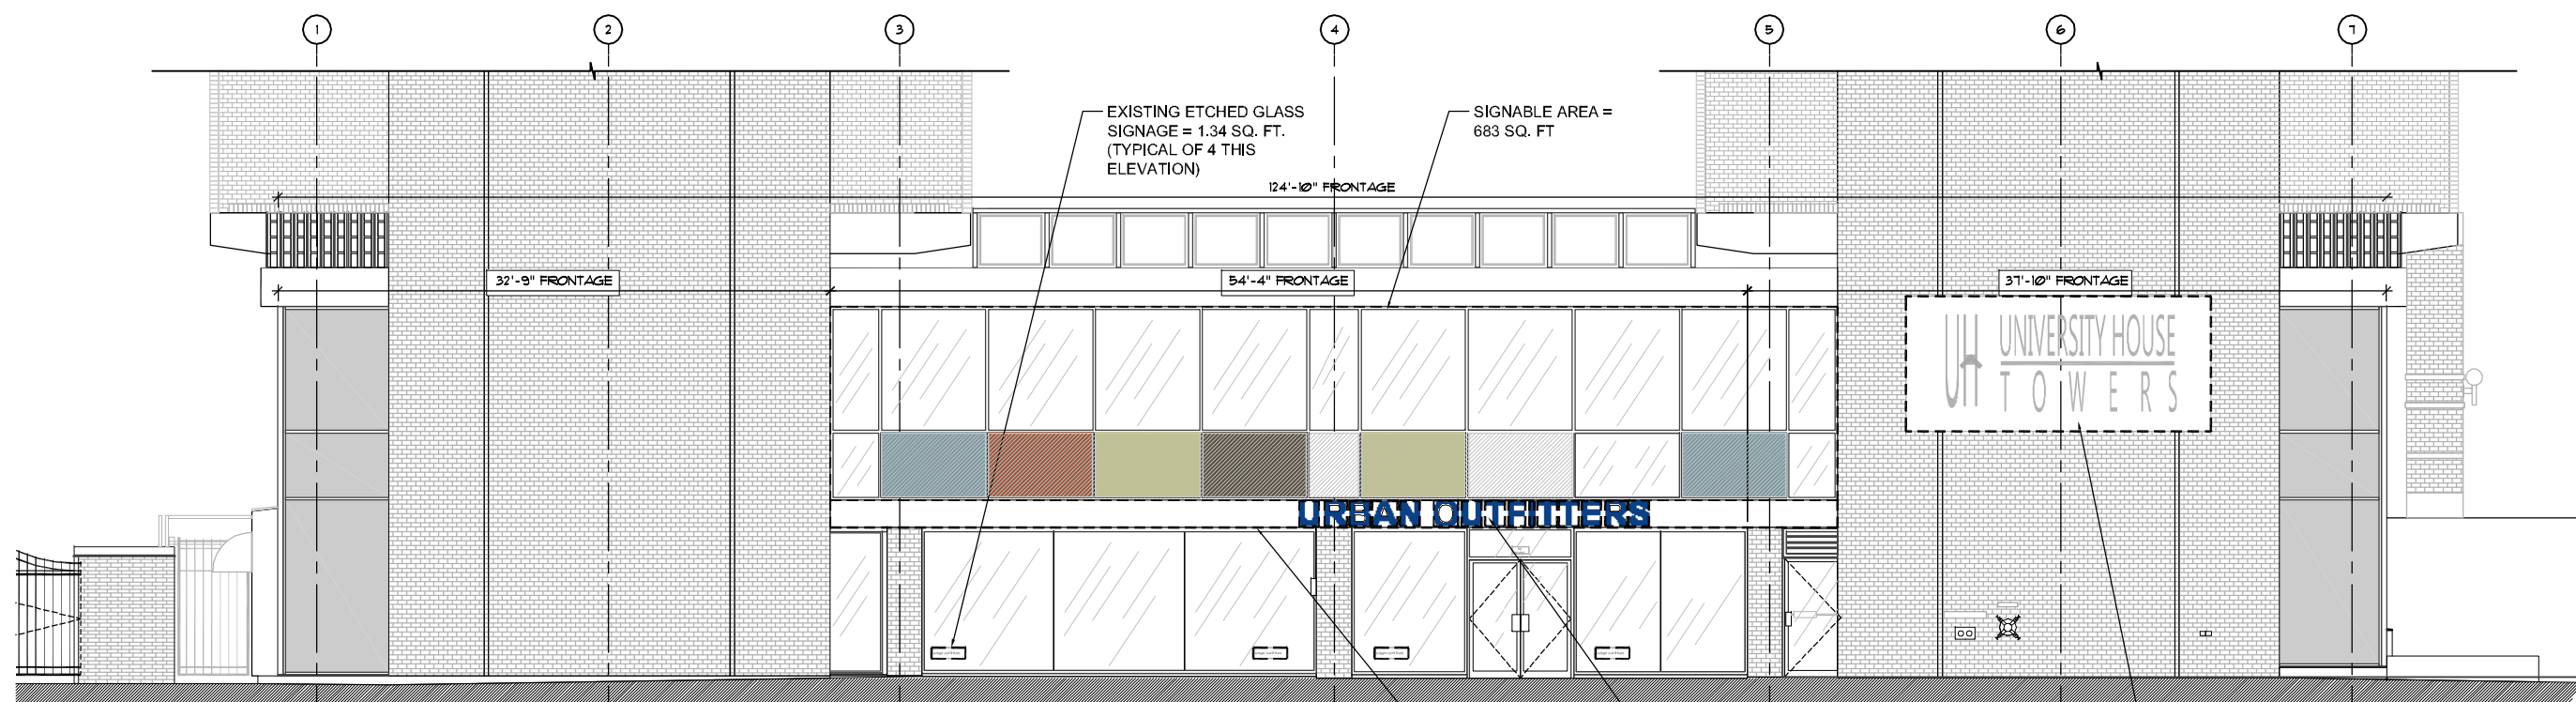 1
2
3
4
5
6
7
EXISTING ETCHED GLASS
SIGNAGE = 1.34 SQ. FT.
(TYPICAL OF 4 THIS
ELEVATION)
SIGNABLE AREA =
683 SQ. FT
124'-10" FRONTAGE
32'-9" FRONTAGE
54'-4" FRONTAGE
37'-10" FRONTAGE
UH
UNIVERSITY HOUSE
TOWERS
URBAN OUTFITTERS